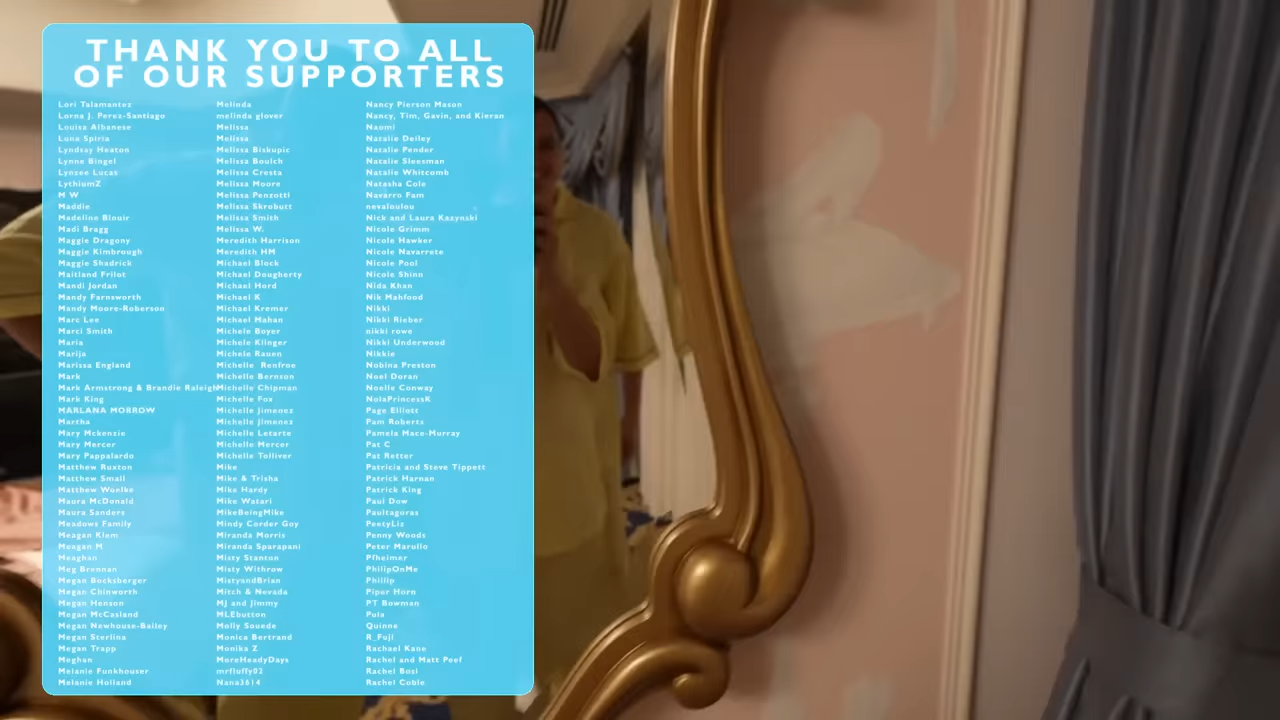 THANK YOU TO ALL
OF OUR SUPPORTERS
Lori Talamantez
Lorna J. Perez-Santiago
Louisa Albanese
Luna Spiria
Lyndsay Heaton
Lynne Bingel
Lynzee Lucas
LythiumZ
M W
Maddie
Madeline Blouir
Madi Bragg
Maggie Dragony
Maggie Kimbrough
Maggie Shadrick
Maitland Frilot
Mandi Jordan
Mandy Farnsworth
Mandy Moore-Roberson
Marc Lee
Marci Smith
Maria
Marija
Marissa England
Mark
Mark Armstrong & Brandie Raleigh
Mark King
MARLANA MORROW
Martha
Mary Mckenzie
Mary Mercer
Mary Pappalardo
Matthew Ruxton
Matthew Small
Matthew Woelke
Maura McDonald
Maura Sanders
Meadows Family
Meagan Klem
Meagan M
Meaghan
Meg Brennan
Megan Bocksberger
Megan Chinworth
Megan Henson
Megan McCasland
Megan Newhouse-Bailey
Megan Sterlina
Megan Trapp
Meghan
Melanie Funkhouser
Melanie Holland
Melinda
melinda glover
Melissa
Melissa
Melissa Biskupic
Melissa Boulch
Melissa Cresta
Melissa Moore
Melissa Penzotti
Melissa Skrobutt
Melissa Smith
Melissa W.
Meredith Harrison
Meredith HM
Michael Block
Michael Dougherty
Michael Hord
Michael K
Michael Kremer
Michael Mahan
Michele Boyer
Michele Klinger
Michele Rauen
Michelle  Renfroe
Michelle Bernson
Michelle Chipman
Michelle Fox
Michelle Jimenez
Michelle Jimenez
Michelle Letarte
Michelle Mercer
Michelle Tolliver
Mike
Mike & Trisha
Mike Hardy
Mike Watari
MikeBeingMike
Mindy Corder Guy
Miranda Morris
Miranda Sparapani
Misty Stanton
Misty Withrow
MistyandBrian
Mitch & Nevada
MJ and Jimmy
MLEbutton
Molly Souede
Monica Bertrand
Monika Z
MoreHeadyDays
mrfluffy02
Nana3614
Nancy Pierson Mason
Nancy, Tim, Gavin, and Kieran
Naomi
Natalie Deiley
Natalie Pender
Natalie Sleesman
Natalie Whitcomb
Natasha Cole
Navarro Fam
nevaloulou
Nick and Laura Kazynski
Nicole Grimm
Nicole Hawker
Nicole Navarrete
Nicole Pool
Nicole Shinn
Nida Khan
Nik Mahfood
Nikki
Nikki Rieber
nikki rowe
Nikki Underwood
Nikkie
Nobina Preston
Noel Doran
Noelle Conway
NolaPrincessR
Page Elliott
Pam Roberts
Pamela Mace-Murray
Pat C
Pat Retter
Patricia and Steve Tippett
Patrick Harnan
Patrick King
Paul Dow
Paultagoras
PeetyLiz
Penny Woods
Peter Marullo
Pfheimer
PhilipOnMe
Phillip
Piper Horn
PT Bowman
Pula
Quinne
R_Fuji
Rachael Kane
Rachel and Matt Peef
Rachel Bosl
Rachel Coble